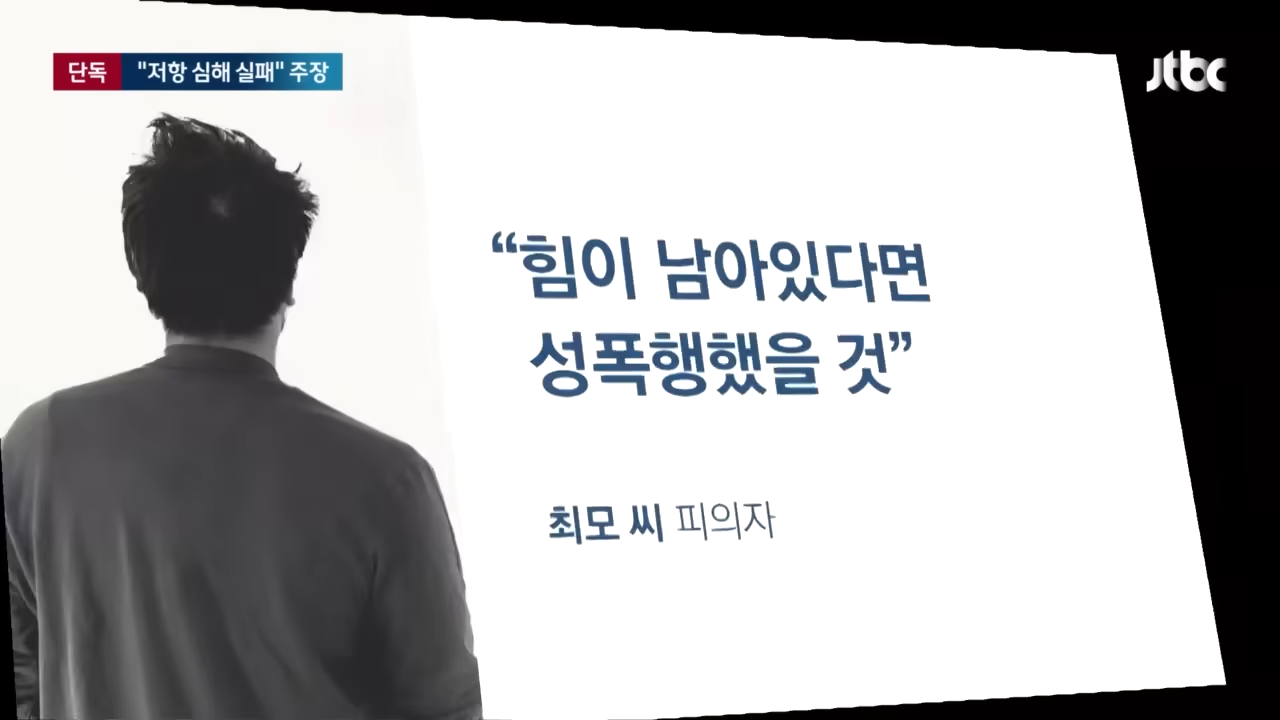 단독 "저항 심해 실패" 주장
jtbc
“힘이 남아있다면
성폭행했을 것”
최모 씨 피의자